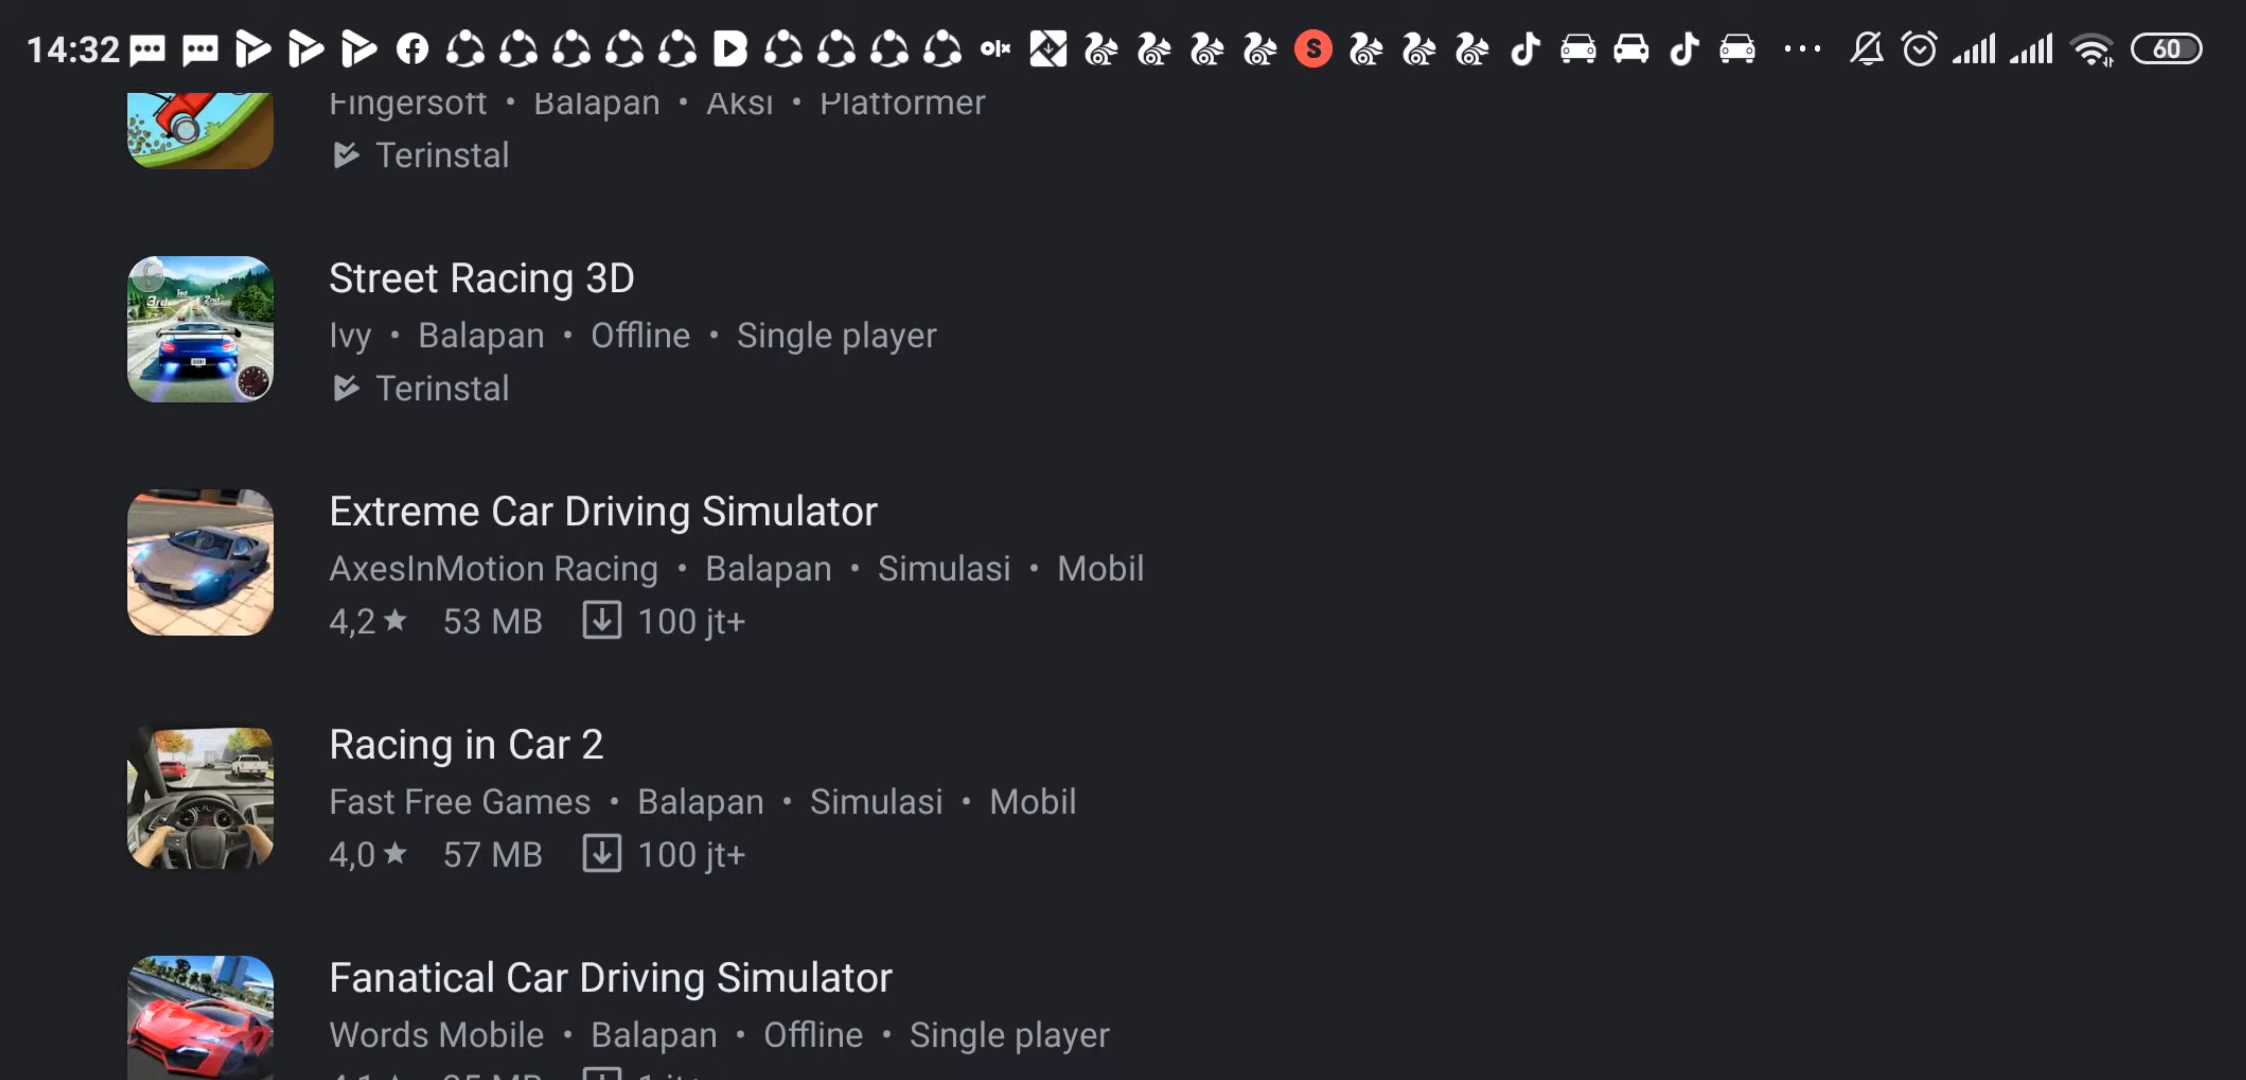 14:32 OLX S 60
Fingersoft • Balapan • Aksi • Platformer
Terinstal
Street Racing 3D
Ivy • Balapan • Offline • Single player
Terinstal
Extreme Car Driving Simulator
AxesInMotion Racing • Balapan • Simulasi • Mobil
4,2★ 53 MB 100 jt+
Racing in Car 2
Fast Free Games • Balapan • Simulasi • Mobil
4,0★ 57 MB 100 jt+
Fanatical Car Driving Simulator
Words Mobile • Balapan • Offline • Single player